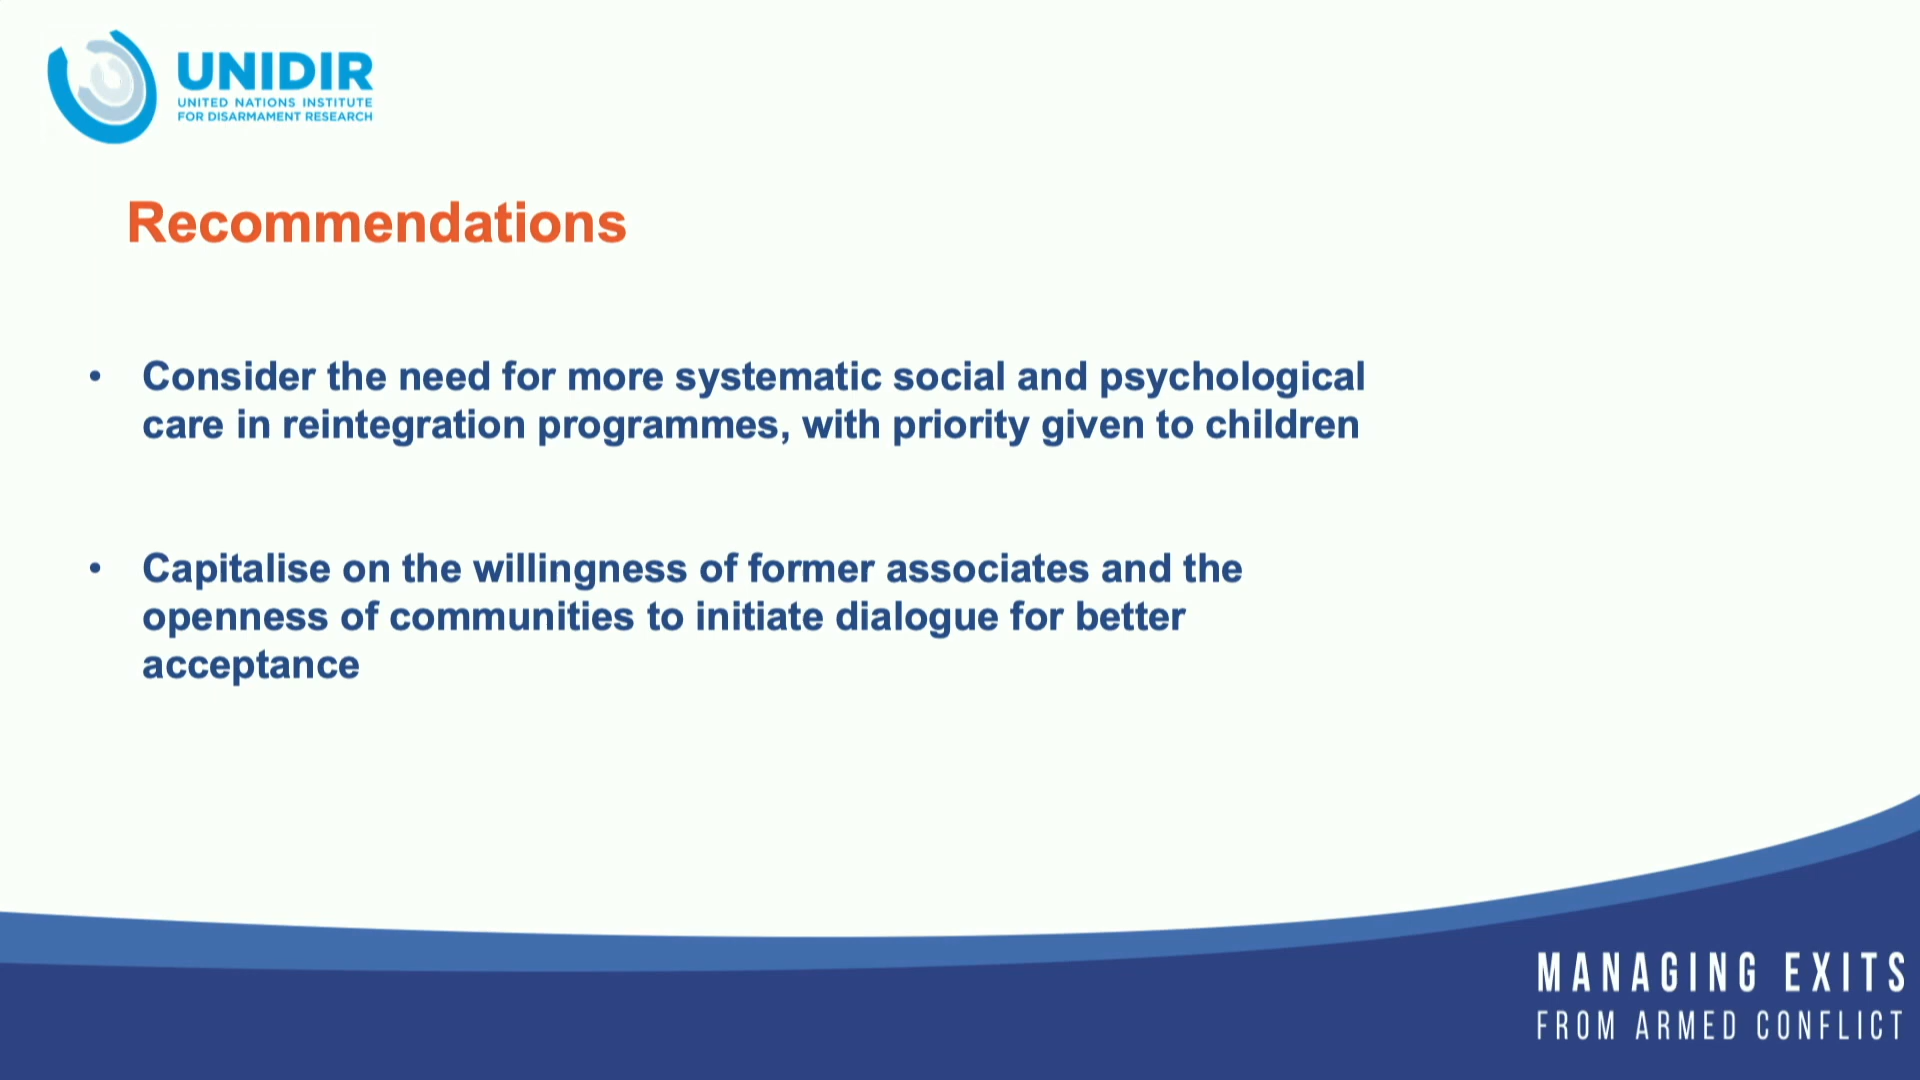 UNIDIR
UNITED NATIONS INSTITUTE
FOR DISARMAMENT RESEARCH
Recommendations
• Consider the need for more systematic social and psychological
care in reintegration programmes, with priority given to children
• Capitalise on the willingness of former associates and the
openness of communities to initiate dialogue for better
acceptance
MANAGING EXITS
FROM ARMED CONFLICT